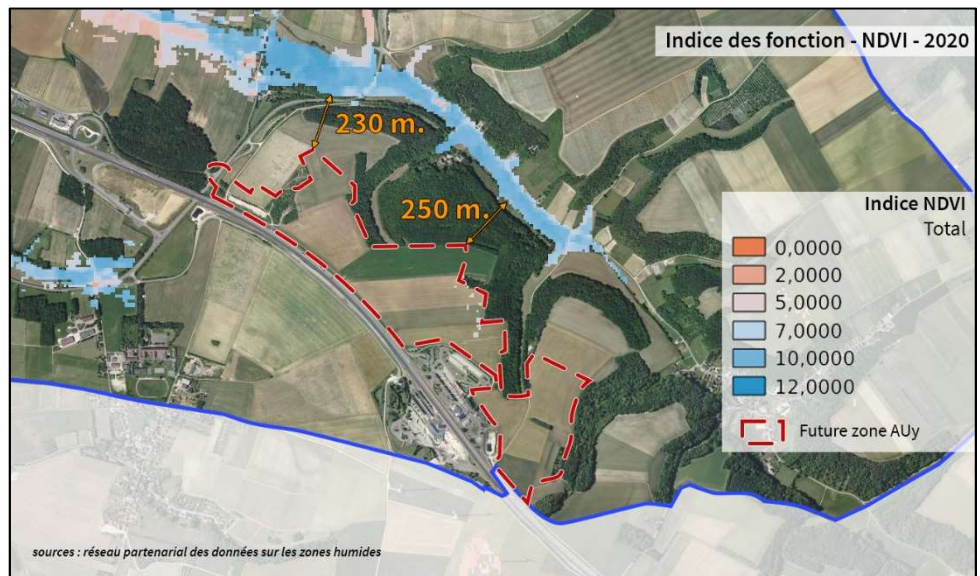 Indice des fonction - NDVI - 2020
230 m.
250 m.
Indice NDVI
Total
0,0000
2,0000
5,0000
7,0000
10,0000
12,0000
Future zone AUy
sources : réseau partenarial des données sur les zones humides